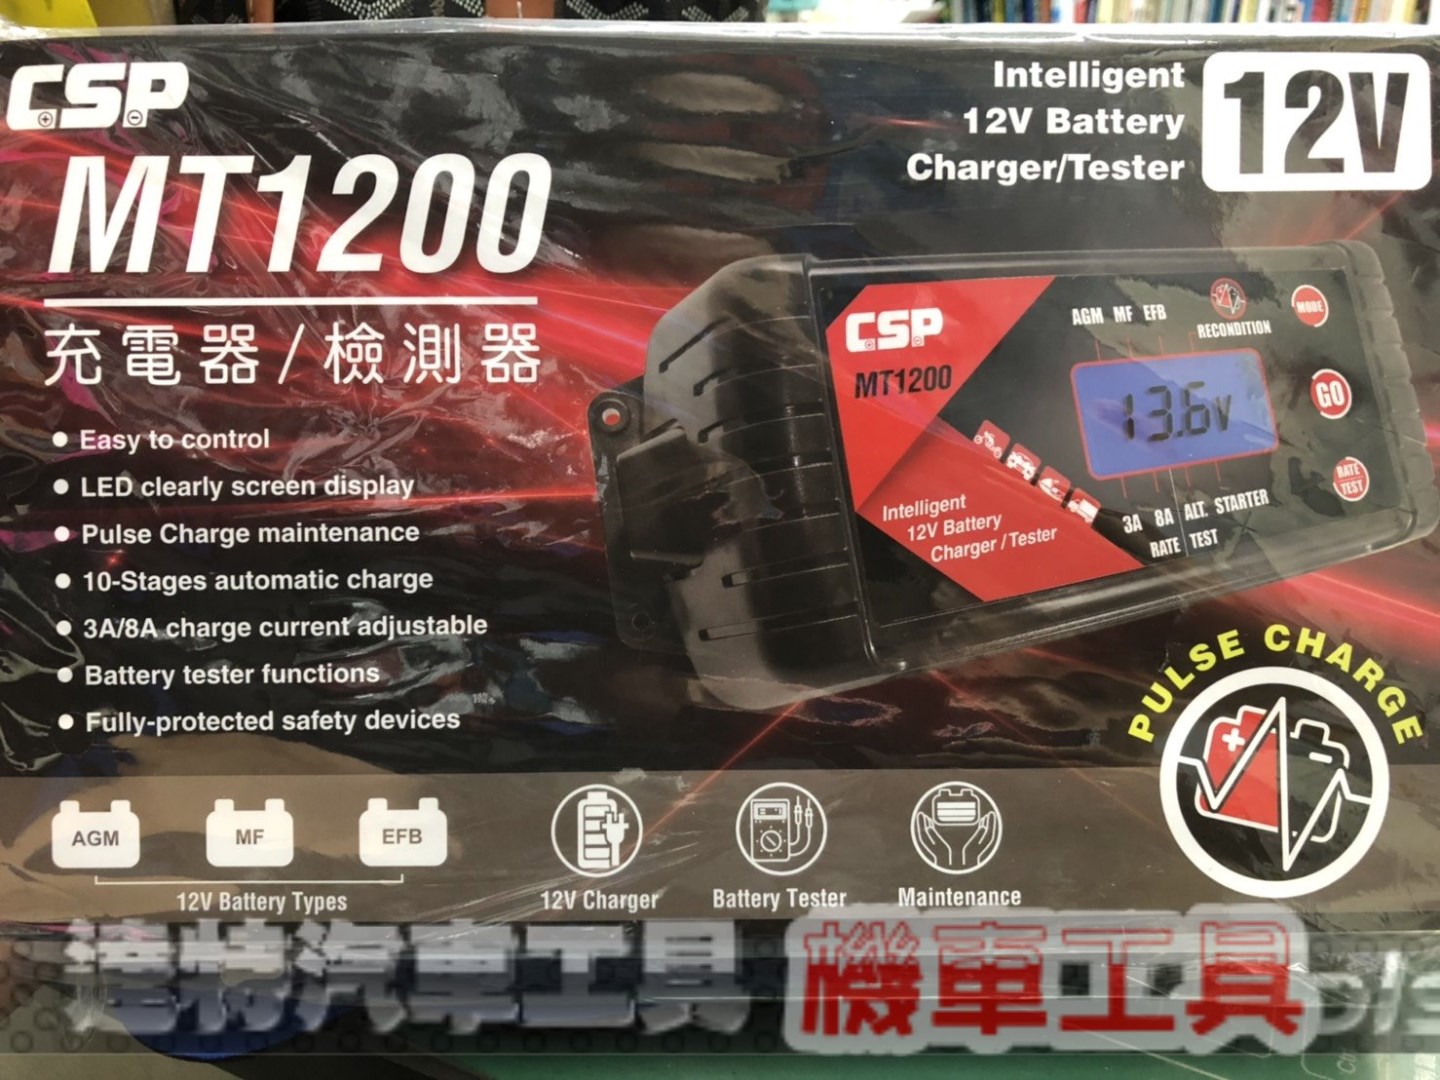 CSP
MT1200
充電器/檢測器
Easy to control
LED clearly screen display
Pulse Charge maintenance
10-Stages automatic charge
3A/8A charge current adjustable
Battery tester functions
Fully-protected safety devices
Intelligent
12V Battery
Charger/Tester
12V
CSP
MT1200
Intelligent
12V Battery
Charger / Tester
AGM MF EFB
RECONDITION
MODE
13.6v
GO
RATE
TEST
3A 8A ALT. STARTER
RATE TEST
PULSE CHARGE
AGM
MF
EFB
12V Battery Types
12V Charger
Battery Tester
Maintenance
汽車工具 機車工具